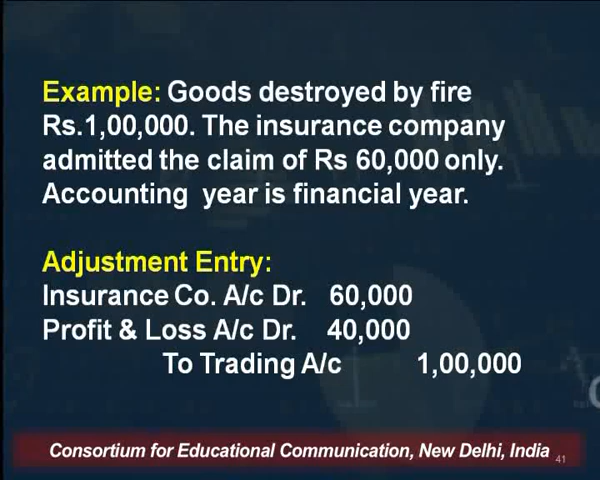 Example: Goods destroyed by fire
Rs.1,00,000. The insurance company
admitted the claim of Rs 60,000 only.
Accounting year is financial year.
Adjustment Entry:
Insurance Co. A/c Dr. 60,000
Profit & Loss A/c Dr. 40,000
To Trading A/c 1,00,000
Consortium for Educational Communication, New Delhi, India
41